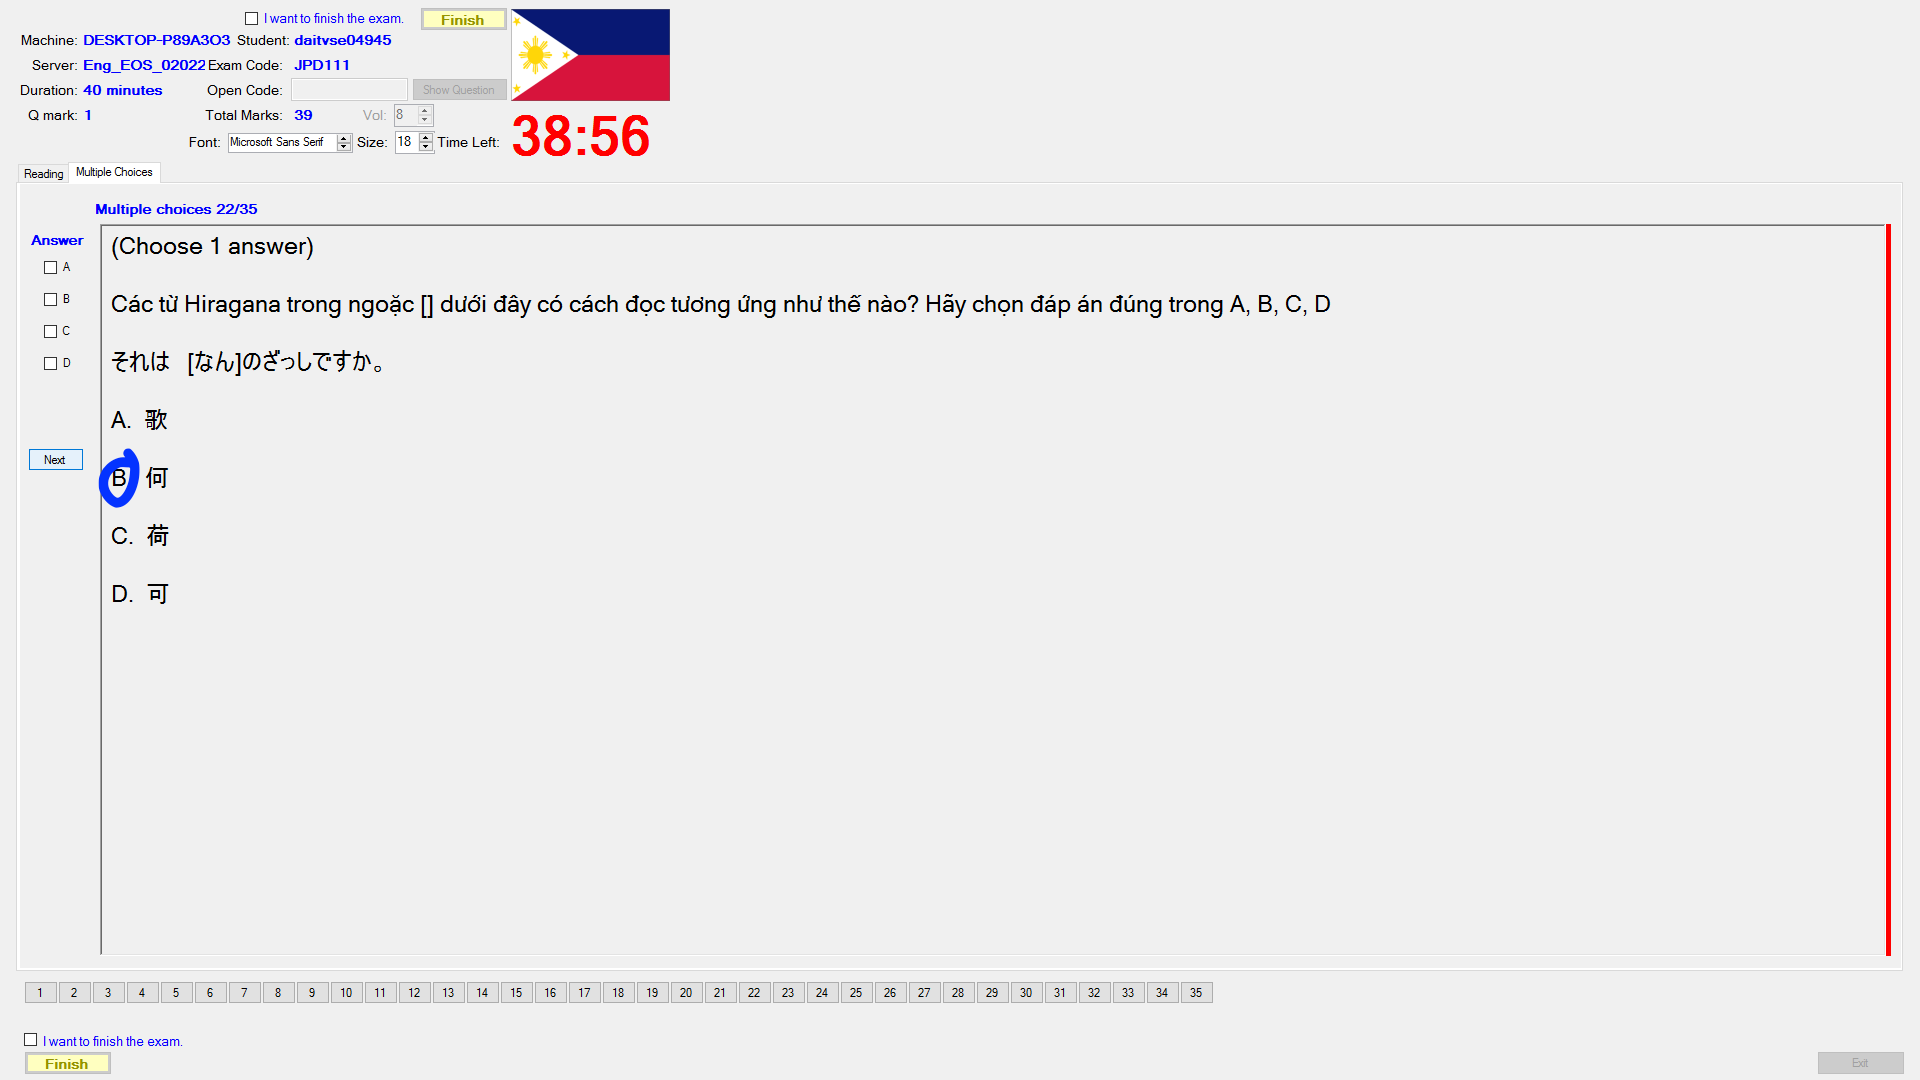 I want to finish the exam. Finish
Machine: DESKTOP-P89A3O3 Student: daitvse04945
Server: Eng_EOS_02022 Exam Code: JPD111
Duration: 40 minutes Open Code: Show Question
Q mark: 1 Total Marks: 39 Vol: 8
Font: Microsoft Sans Serif Size: 18 Time Left: 38:56
Reading Multiple Choices
Multiple choices 22/35
Answer
A
B
C
D
Next
(Choose 1 answer)
Các từ Hiragana trong ngoặc [] dưới đây có cách đọc tương ứng như thế nào? Hãy chọn đáp án đúng trong A, B, C, D
それは [なん]のざっしですか。
A. 歌
B 何
C. 荷
D. 可
1 2 3 4 5 6 7 8 9 10 11 12 13 14 15 16 17 18 19 20 21 22 23 24 25 26 27 28 29 30 31 32 33 34 35
I want to finish the exam.
Finish
Exit